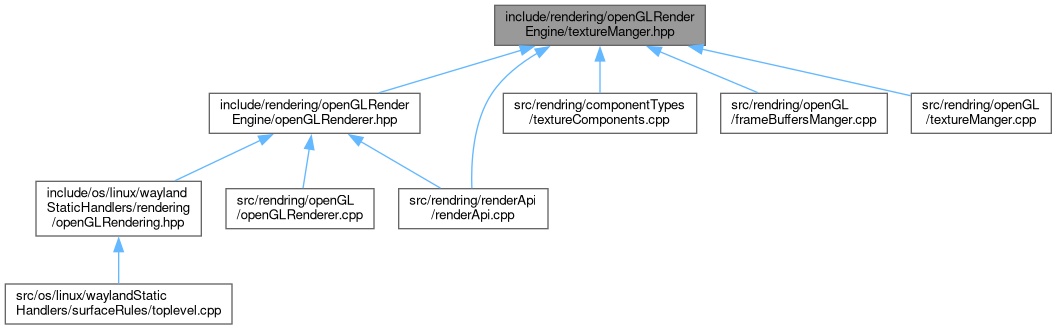 include/rendering/openGLRender
Engine/textureManger.hpp
include/rendering/openGLRender
Engine/openGLRenderer.hpp
src/rendring/componentTypes
/textureComponents.cpp
src/rendring/openGL
/frameBuffersManger.cpp
src/rendring/openGL
/textureManger.cpp
include/os/linux/wayland
StaticHandlers/rendering
/openGLRendering.hpp
src/rendring/openGL
/openGLRenderer.cpp
src/rendring/renderApi
/renderApi.cpp
src/os/linux/waylandStatic
Handlers/surfaceRules/toplevel.cpp